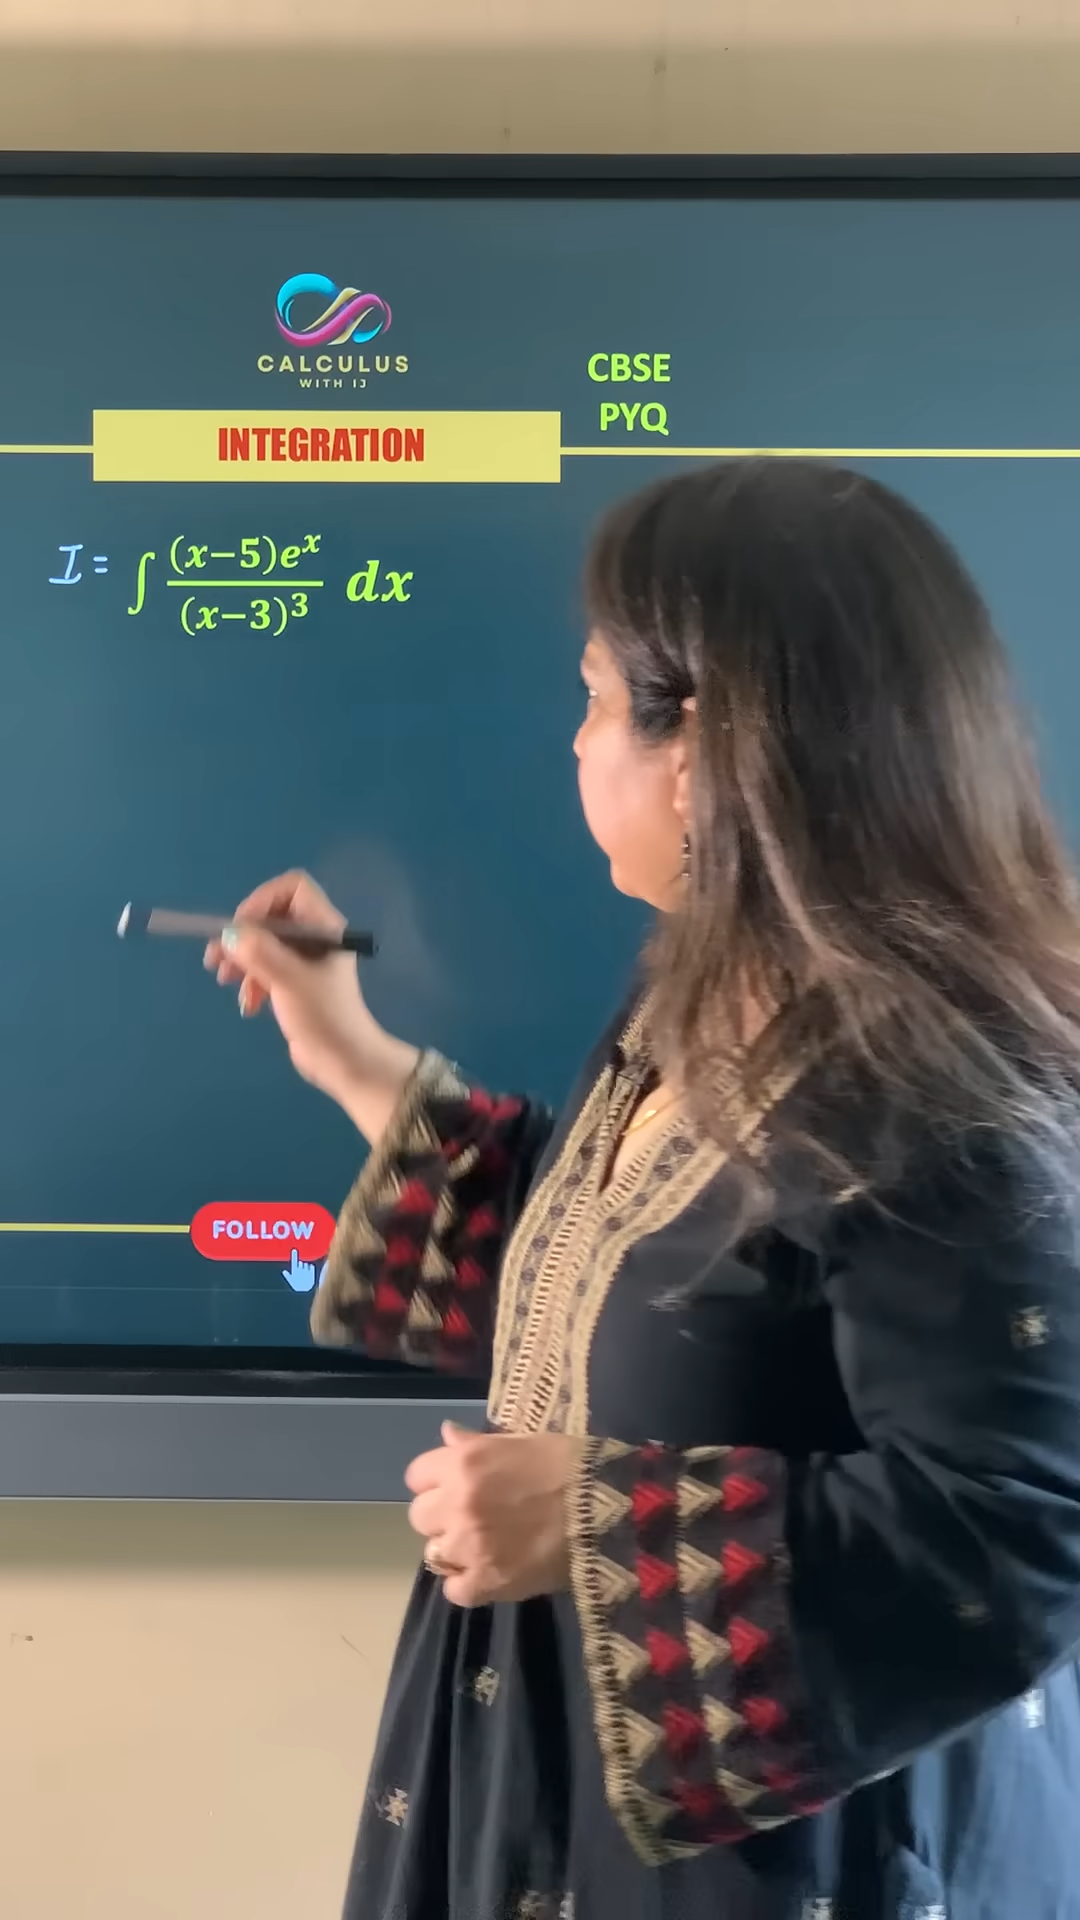 CALCULUS
WITH IJ
CBSE
PYQ
INTEGRATION
I = ∫ (x−5)eˣ / (x−3)³ dx
FOLLOW